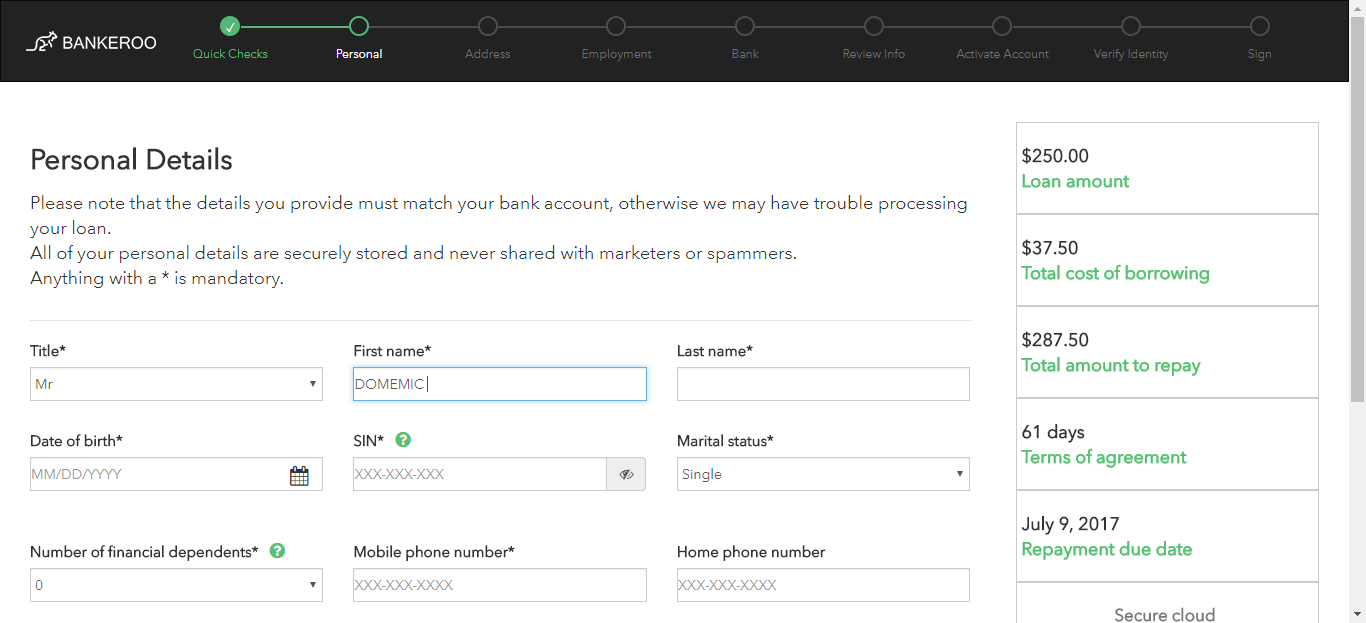 BANKEROO
Quick Checks
Personal
Address
Employment
Bank
Review Info
Activate Account
Verify Identity
Sign
Personal Details
Please note that the details you provide must match your bank account, otherwise we may have trouble processing
your loan.
All of your personal details are securely stored and never shared with marketers or spammers.
Anything with a * is mandatory.
Title*
First name*
Last name*
Mr
DOMEMIC
Date of birth*
SIN* ?
Marital status*
MM/DD/YYYY
XXX-XXX-XXX
Single
Number of financial dependents* ?
Mobile phone number*
Home phone number
0
XXX-XXX-XXXX
XXX-XXX-XXXX
$250.00
Loan amount
$37.50
Total cost of borrowing
$287.50
Total amount to repay
61 days
Terms of agreement
July 9, 2017
Repayment due date
Secure cloud